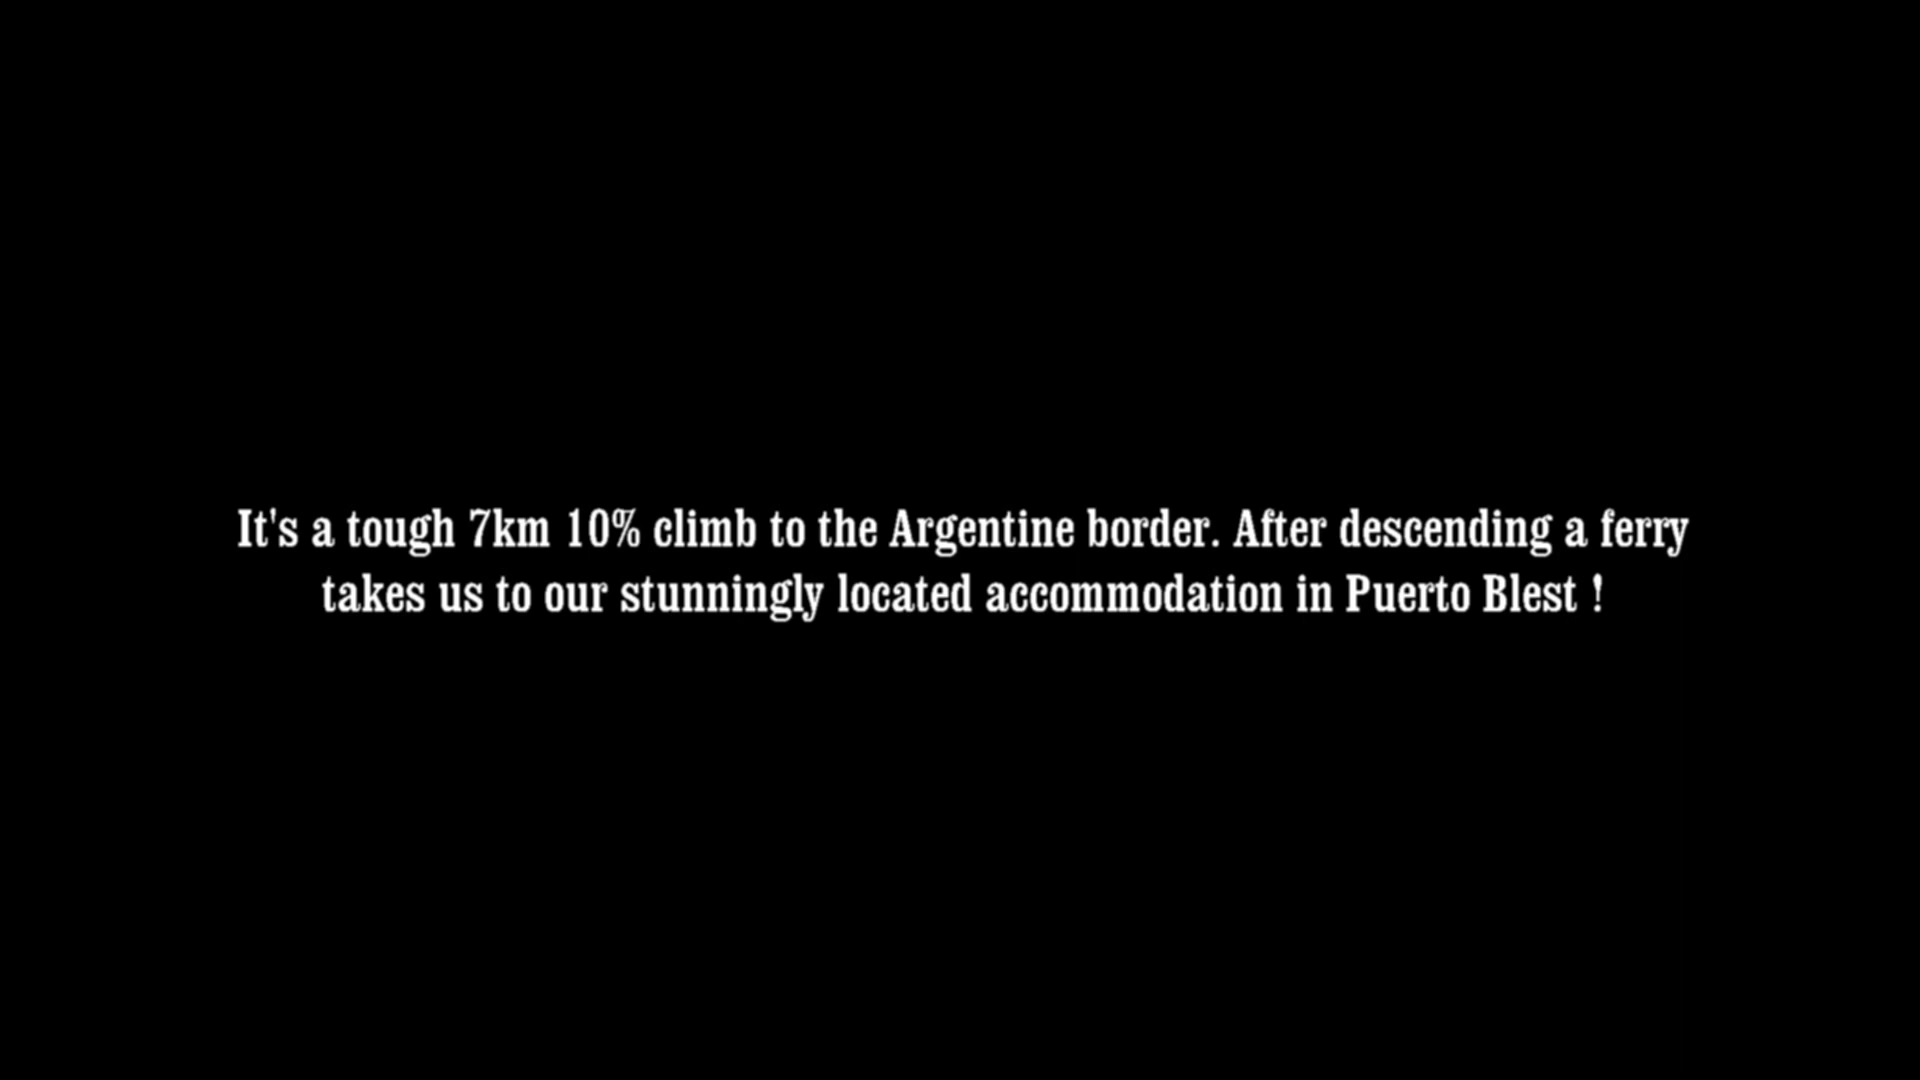 It's a tough 7km 10% climb to the Argentine border. After descending a ferry
takes us to our stunningly located accommodation in Puerto Blest !